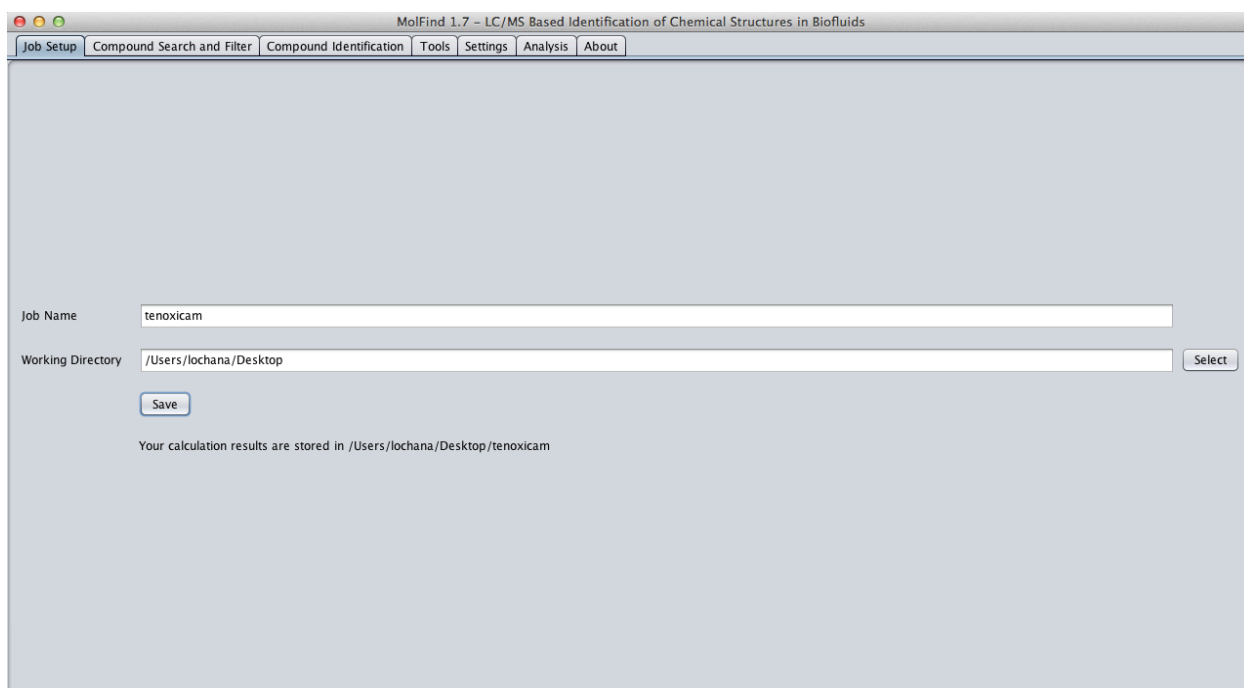 MolFind 1.7 – LC/MS Based Identification of Chemical Structures in Biofluids
Job Setup Compound Search and Filter Compound Identification Tools Settings Analysis About
Job Name tenoxicam
Working Directory /Users/lochana/Desktop Select
Save
Your calculation results are stored in /Users/lochana/Desktop/tenoxicam